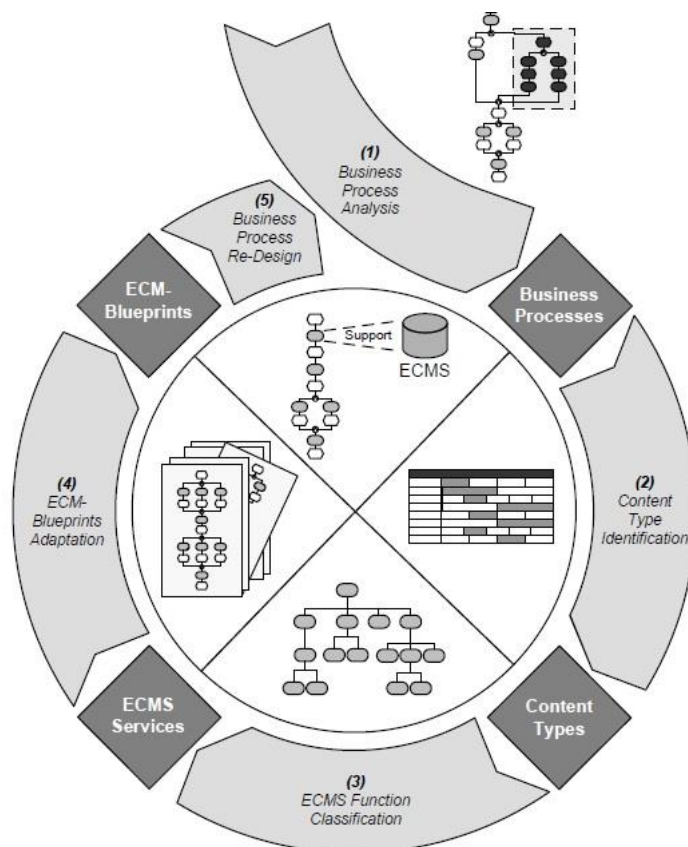 (1)
Business
Process
Analysis
(5)
Business
Process
Re-Design
ECM-
Blueprints
Business
Processes
Support
ECMS
(2)
Content
Type
Identification
(4)
ECM-
Blueprints
Adaptation
ECMS
Services
Content
Types
(3)
ECMS Function
Classification